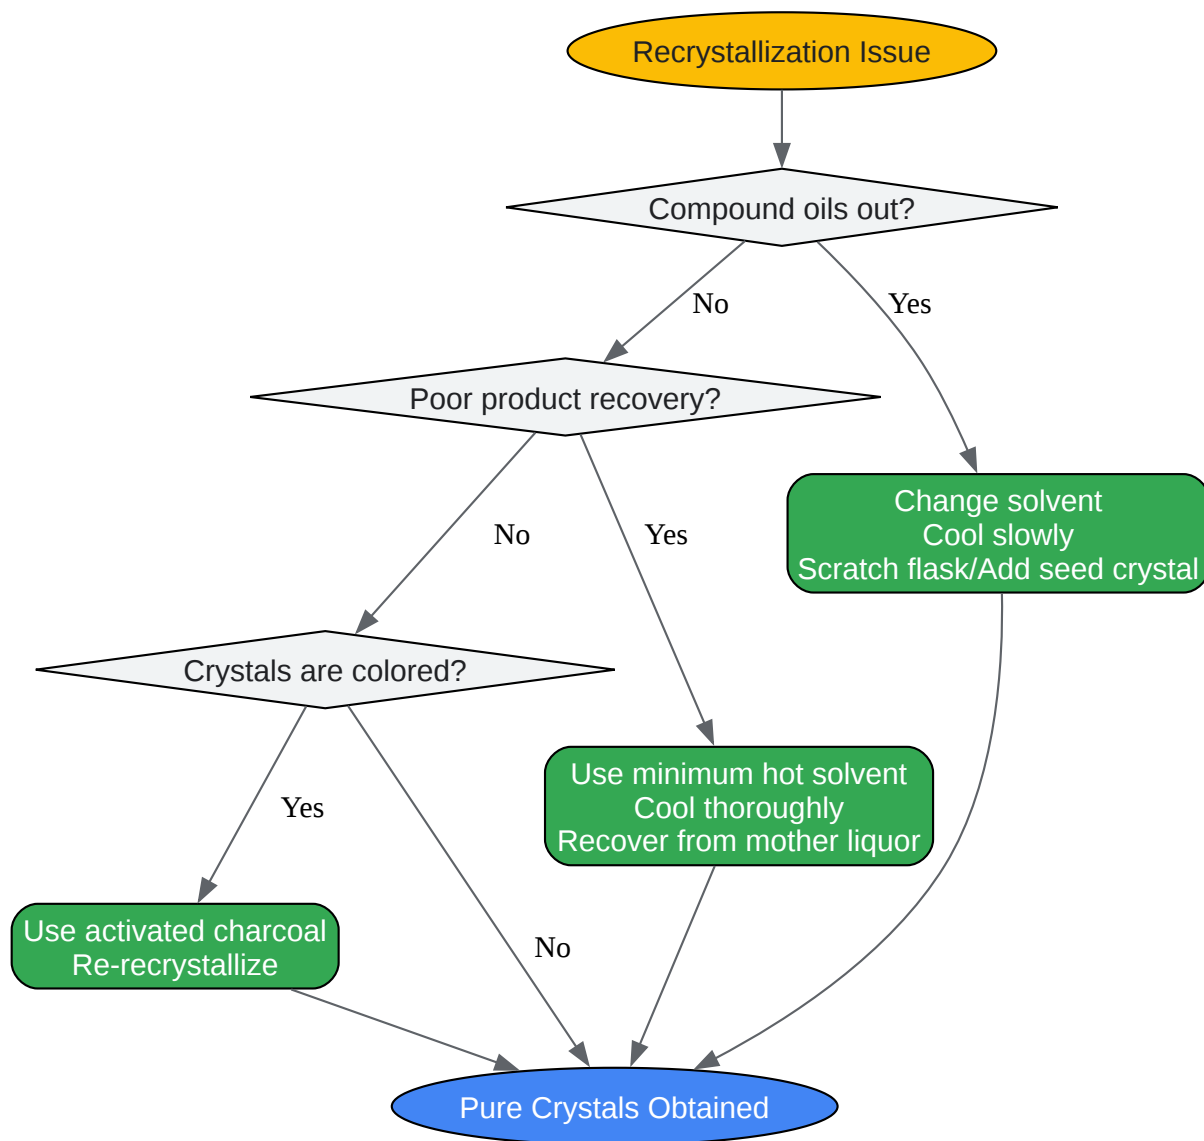 Recrystallization Issue
Compound oils out?
No
Yes
Poor product recovery?
Change solvent
Cool slowly
Scratch flask/Add seed crystal
No
Yes
Crystals are colored?
Use minimum hot solvent
Cool thoroughly
Recover from mother liquor
Yes
Use activated charcoal
Re-recrystallize
No
Pure Crystals Obtained